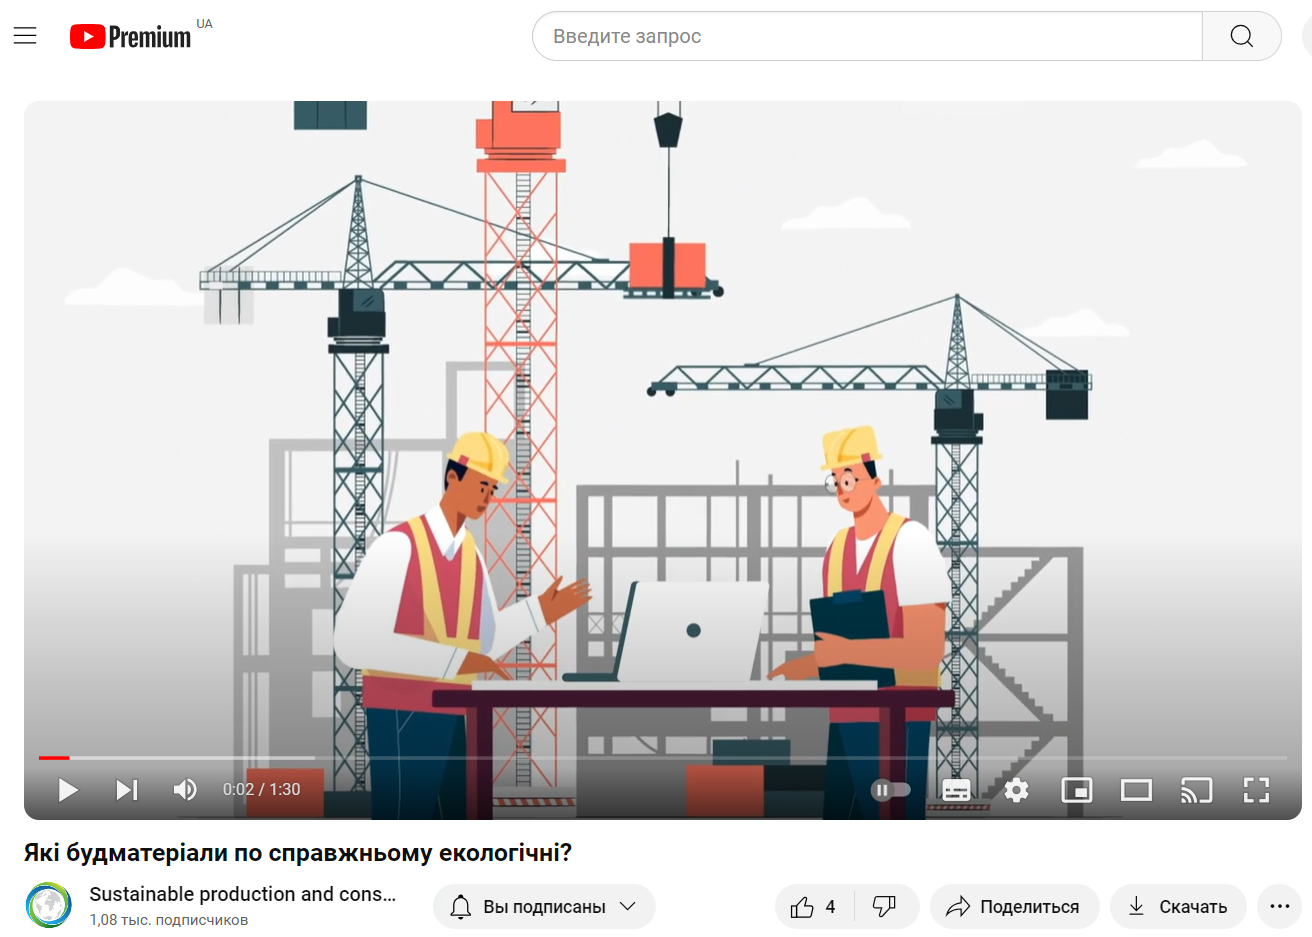 Premium UA
Введите запрос
0:02 / 1:30
Які будматеріали по справжньому екологічні?
Sustainable production and cons...
1,08 тыс. подписчиков
Вы подписаны
4
Поделиться
Скачать